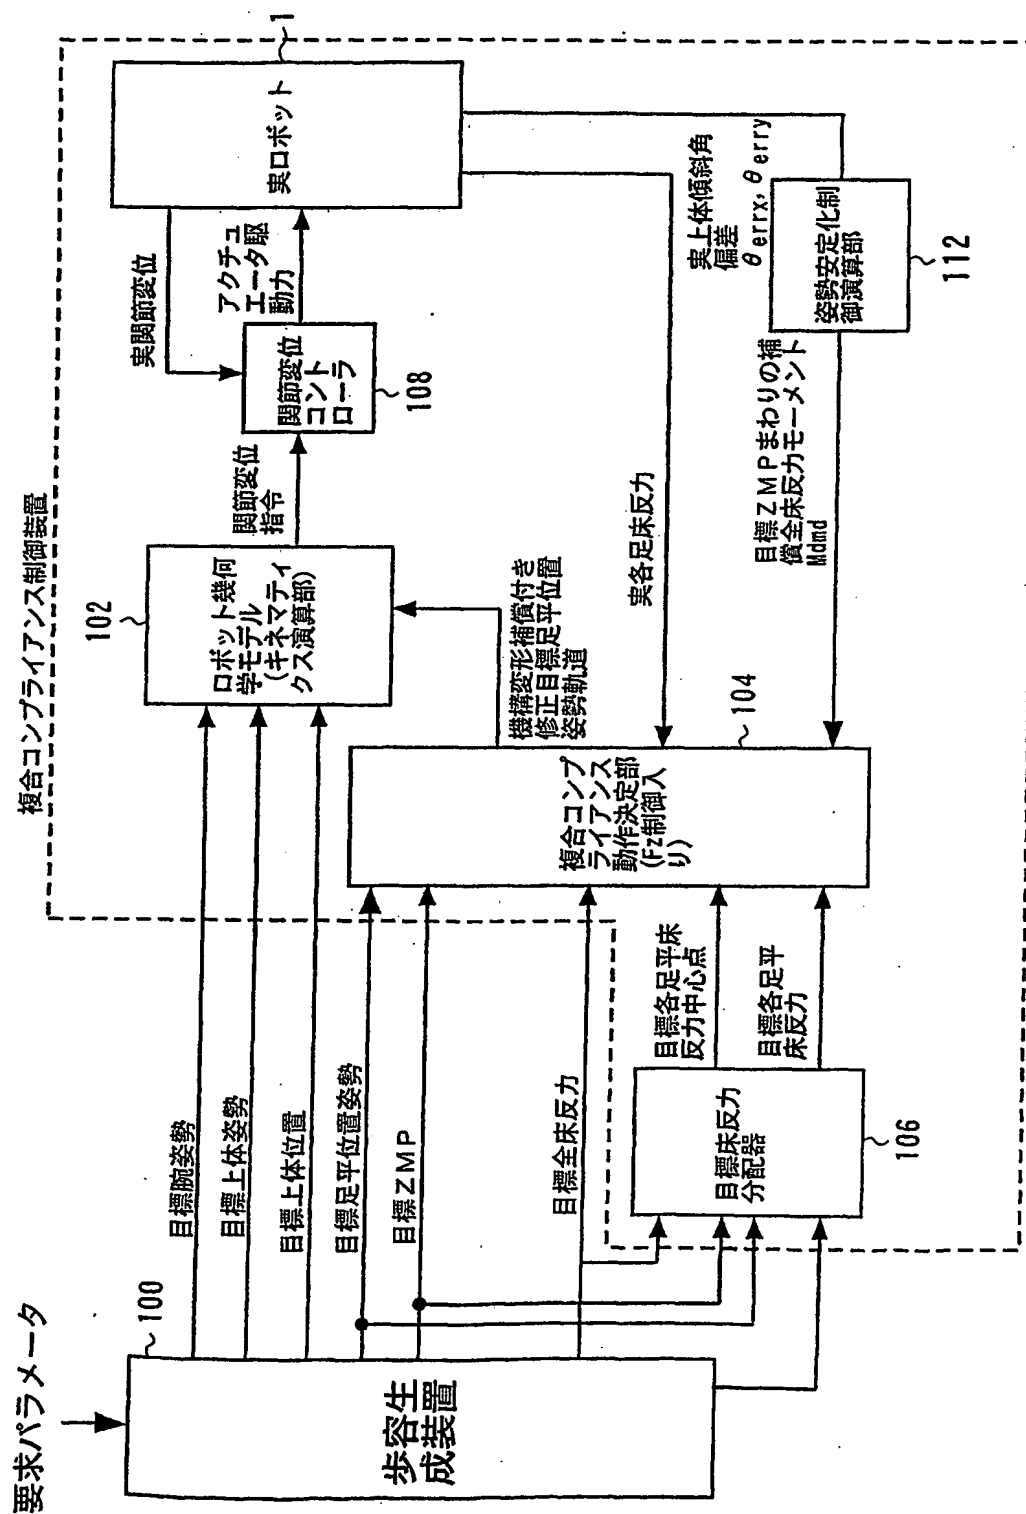 複合コンプライアンス制御装置
要求パラメータ
100
歩容生
成装置
目標腕姿勢
目標上体姿勢
目標上体位置
目標足平位置姿勢
目標ZMP
目標全床反力
目標床反力
分配器
106
目標各足平床
反力中心点
目標各足平
床反力
102
ロボット幾何
学モデル
(キネマティ
クス演算部)
機構変形補償付き
修正目標足平位置
姿勢軌道
複合コンプ
ライアンス
動作決定部
(Fz制御入
り)
104
関節変位
指令
関節変位
コント
ローラ
108
実関節変位
アクチュ
エータ駆
動力
実ロボット
1
実各足床反力
実上体傾斜角
偏差
θerrx, θerry
姿勢安定化制
御演算部
112
目標ZMPまわりの補
償全床反力モーメント
Mdmd